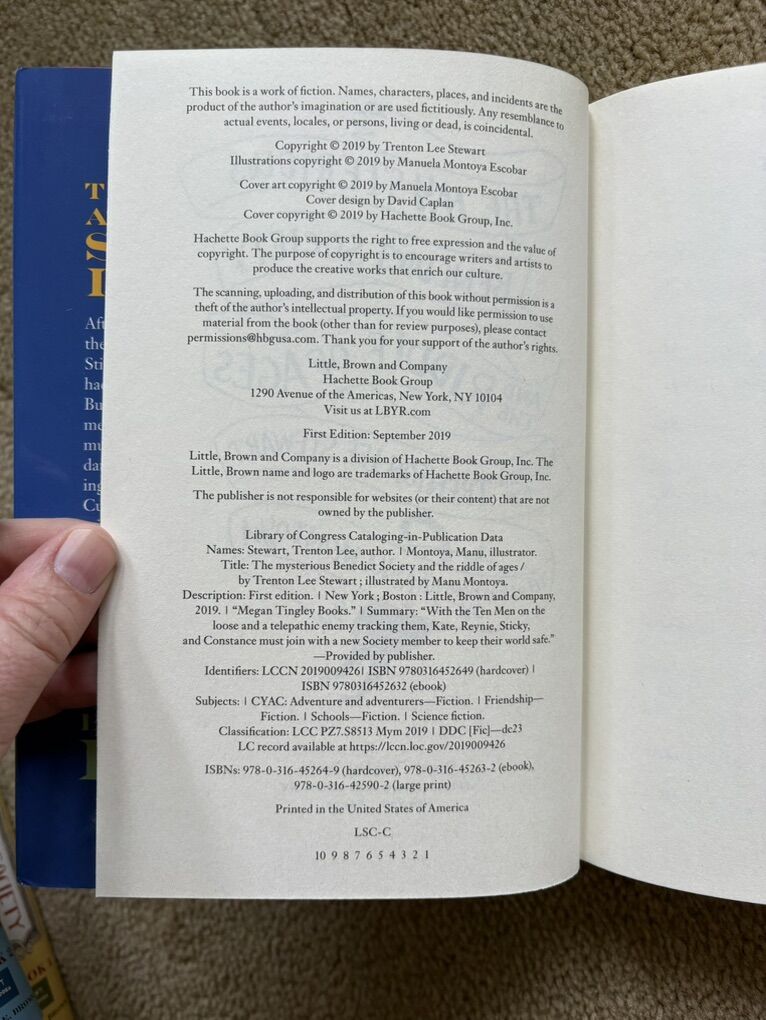 This book is a work of fiction. Names, characters, places, and incidents are the
product of the author's imagination or are used fictitiously. Any resemblance to
actual events, locales, or persons, living or dead, is coincidental.
Copyright © 2019 by Trenton Lee Stewart
Illustrations copyright © 2019 by Manuela Montoya Escobar
Cover art copyright © 2019 by Manuela Montoya Escobar
Cover design by David Caplan
Cover copyright © 2019 by Hachette Book Group, Inc.
Hachette Book Group supports the right to free expression and the value of
copyright. The purpose of copyright is to encourage writers and artists to
produce the creative works that enrich our culture.
The scanning, uploading, and distribution of this book without permission is a
theft of the author's intellectual property. If you would like permission to use
material from the book (other than for review purposes), please contact
permissions@hbgusa.com. Thank you for your support of the author's rights.
Little, Brown and Company
Hachette Book Group
1290 Avenue of the Americas, New York, NY 10104
Visit us at LBYR.com
First Edition: September 2019
Little, Brown and Company is a division of Hachette Book Group, Inc. The
Little, Brown name and logo are trademarks of Hachette Book Group, Inc.
The publisher is not responsible for websites (or their content) that are not
owned by the publisher.
Library of Congress Cataloging-in-Publication Data
Names: Stewart, Trenton Lee, author. | Montoya, Manu, illustrator.
Title: The mysterious Benedict Society and the riddle of ages /
by Trenton Lee Stewart ; illustrated by Manu Montoya.
Description: First edition. | New York ; Boston : Little, Brown and Company,
2019. | “Megan Tingley Books.” | Summary: “With the Ten Men on the
loose and a telepathic enemy tracking them, Kate, Reynie, Sticky,
and Constance must join with a new Society member to keep their world safe.”
—Provided by publisher.
Identifiers: LCCN 2019009426| ISBN 9780316452649 (hardcover) |
ISBN 9780316452632 (ebook)
Subjects: | CYAC: Adventure and adventurers—Fiction. | Friendship—
Fiction. | Schools—Fiction. | Science fiction.
Classification: LCC PZ7.S8513 Mym 2019 | DDC [Fic]—dc23
LC record available at https://lccn.loc.gov/2019009426
ISBNs: 978-0-316-45264-9 (hardcover), 978-0-316-45263-2 (ebook),
978-0-316-42590-2 (large print)
Printed in the United States of America
LSC-C
10 9 8 7 6 5 4 3 2 1